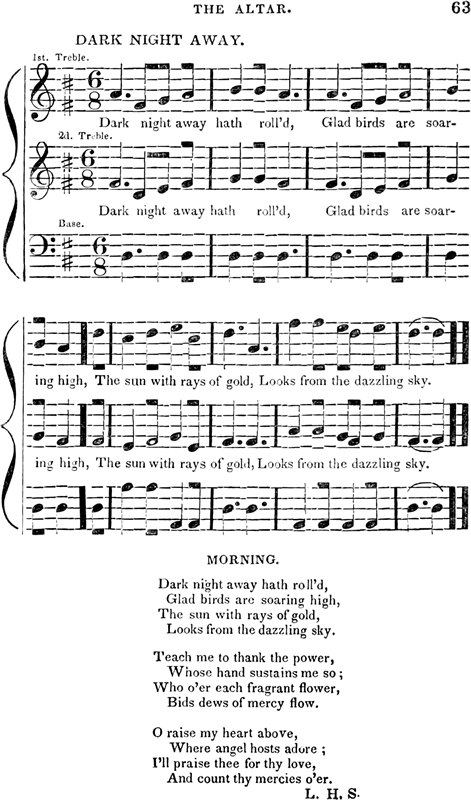 THE ALTAR. 63
DARK NIGHT AWAY.
1st. Treble.
6
8
Dark night away hath roll'd, Glad birds are soar-
2d. Treble.
6
8
Dark night away hath roll'd, Glad birds are soar-
Base.
6
8
ing high, The sun with rays of gold, Looks from the dazzling sky.
ing high, The sun with rays of gold, Looks from the dazzling sky.
MORNING.
Dark night away hath roll'd,
Glad birds are soaring high,
The sun with rays of gold,
Looks from the dazzling sky.
Teach me to thank the power,
Whose hand sustains me so;
Who o'er each fragrant flower,
Bids dews of mercy flow.
O raise my heart above,
Where angel hosts adore;
I'll praise thee for thy love,
And count thy mercies o'er.
L. H. S.